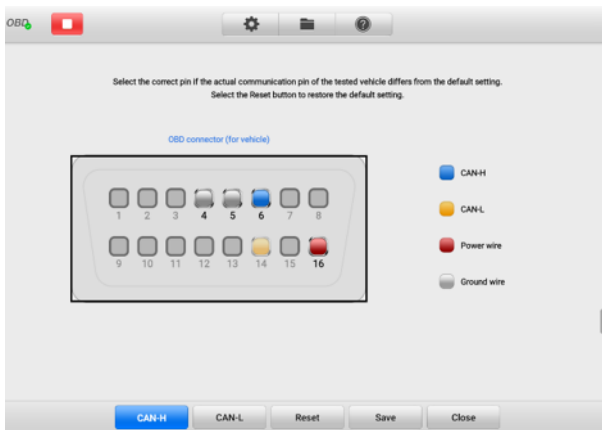 OBD
Select the correct pin if the actual communication pin of the tested vehicle differs from the default setting.
Select the Reset button to restore the default setting.
OBD connector (for vehicle)
1 2 3 4 5 6 7 8
9 10 11 12 13 14 15 16
CAN-H
CAN-L
Power wire
Ground wire
CAN-H CAN-L Reset Save Close